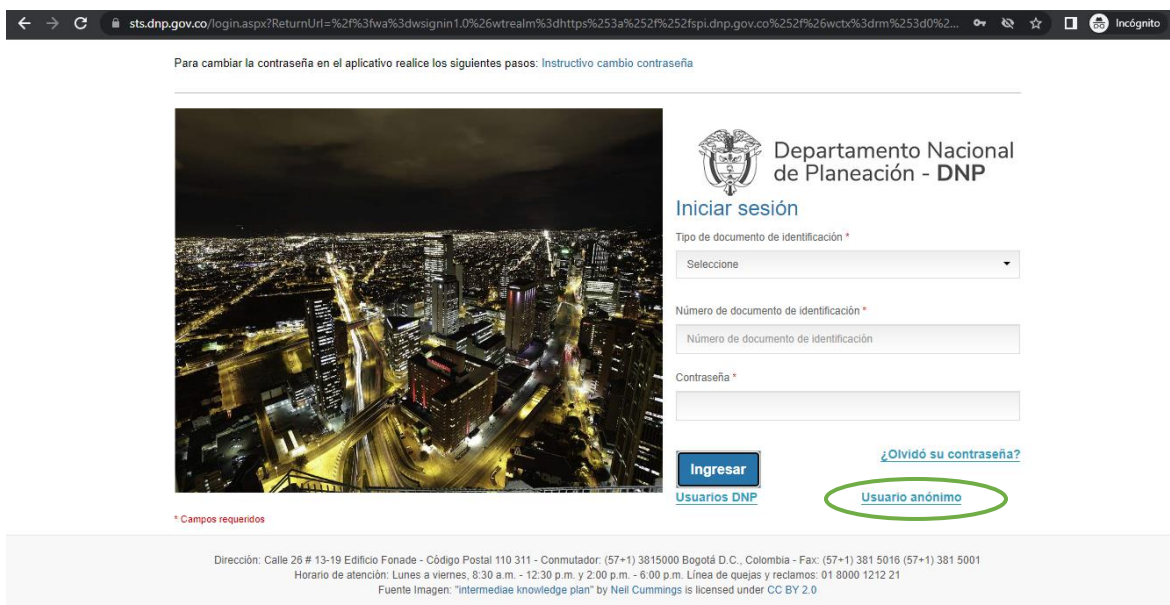 sts.dnp.gov.co/login.aspx?ReturnUrl=%2f%3fwa%3dwsignin1.0%26wtrealm%3dhttps%253a%252f%252fspi.dnp.gov.co%252f%26wctx%3drm%253d0%2... Incógnito
Para cambiar la contraseña en el aplicativo realice los siguientes pasos: Instructivo cambio contraseña
Departamento Nacional
de Planeación - DNP
Iniciar sesión
Tipo de documento de identificación *
Seleccione
Número de documento de identificación *
Número de documento de identificación
Contraseña *
¿Olvidó su contraseña?
Ingresar
Usuarios DNP Usuario anónimo
* Campos requeridos
Dirección: Calle 26 # 13-19 Edificio Fonade - Código Postal 110 311 - Conmutador: (57+1) 3815000 Bogotá D.C., Colombia - Fax: (57+1) 381 5016 (57+1) 381 5001
Horario de atención: Lunes a viernes, 8:30 a.m. - 12:30 p.m. y 2:00 p.m. - 6:00 p.m. Línea de quejas y reclamos: 01 8000 1212 21
Fuente Imagen: "intermediae knowledge plan" by Neil Cummings is licensed under CC BY 2.0